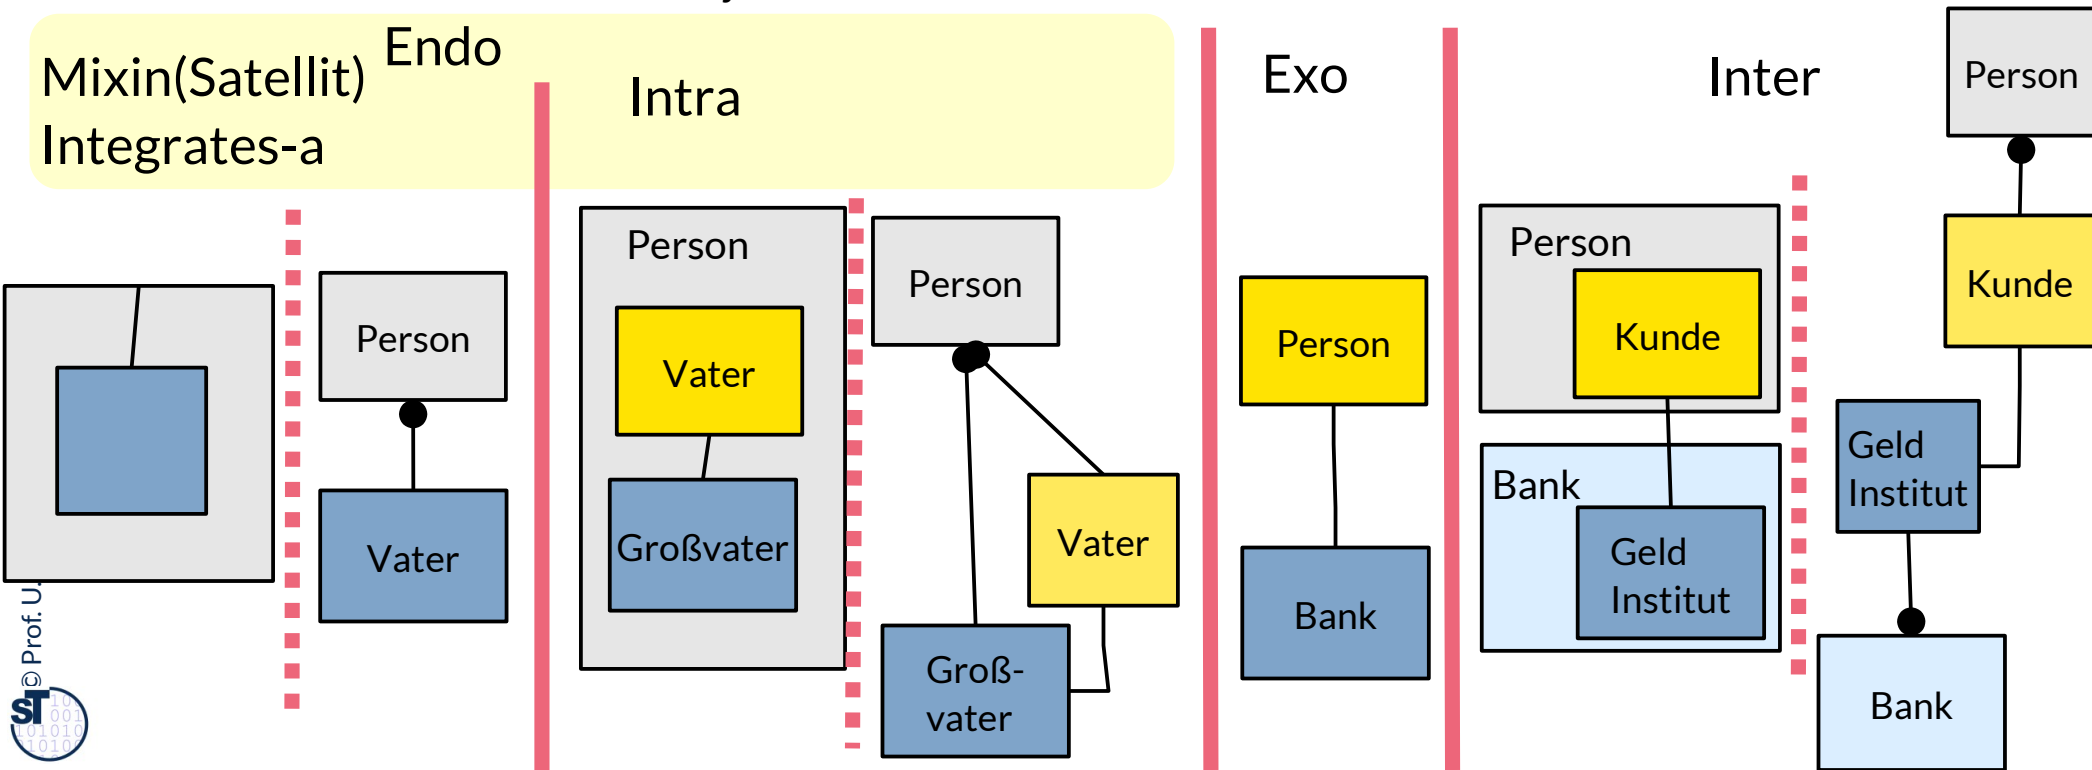 Endo
Mixin(Satellit)
Integrates-a
Intra
Exo
Inter
Person
Vater
Person
Vater
Großvater
Person
Vater
Groß-
vater
Person
Bank
Person
Kunde
Bank
Geld
Institut
Person
Kunde
Geld
Institut
Bank
© Prof. U.
ST